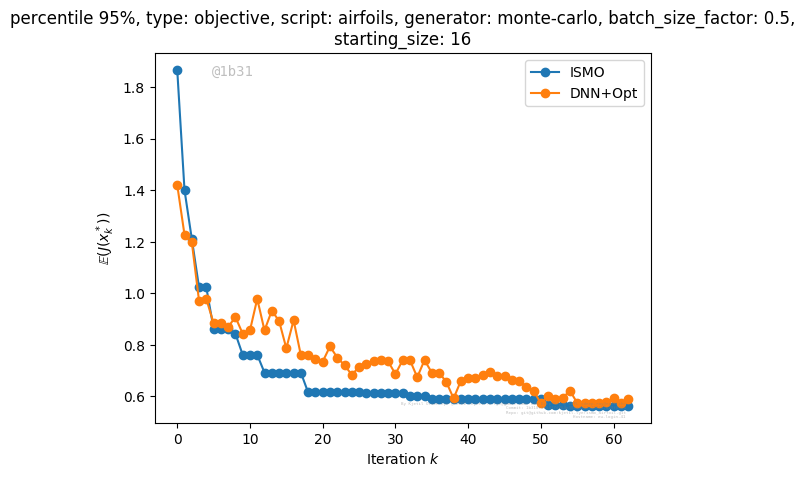 percentile 95%, type: objective, script: airfoils, generator: monte-carlo, batch_size_factor: 0.5,
starting_size: 16
@1b31
ISMO
DNN+Opt
1.8
1.6
1.4
1.2
1.0
0.8
0.6
𝔼(J(x*k))
0
10
20
30
40
50
60
Iteration k